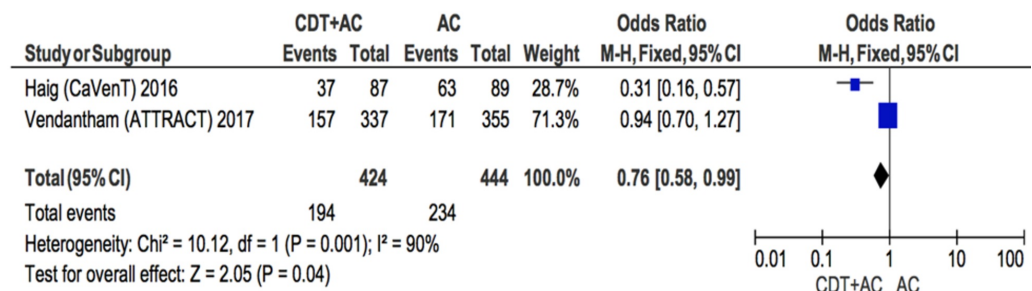 CDT+AC AC Odds Ratio Odds Ratio
Study or Subgroup Events Total Events Total Weight M-H, Fixed, 95% CI M-H, Fixed, 95% CI
Haig (CaVenT) 2016 37 87 63 89 28.7% 0.31 [0.16, 0.57]
Vendantham (ATTRACT) 2017 157 337 171 355 71.3% 0.94 [0.70, 1.27]
Total (95% CI) 424 444 100.0% 0.76 [0.58, 0.99]
Total events 194 234
Heterogeneity: Chi² = 10.12, df = 1 (P = 0.001); I² = 90%
Test for overall effect: Z = 2.05 (P = 0.04)
0.01 0.1 1 10 100
CDT+AC AC